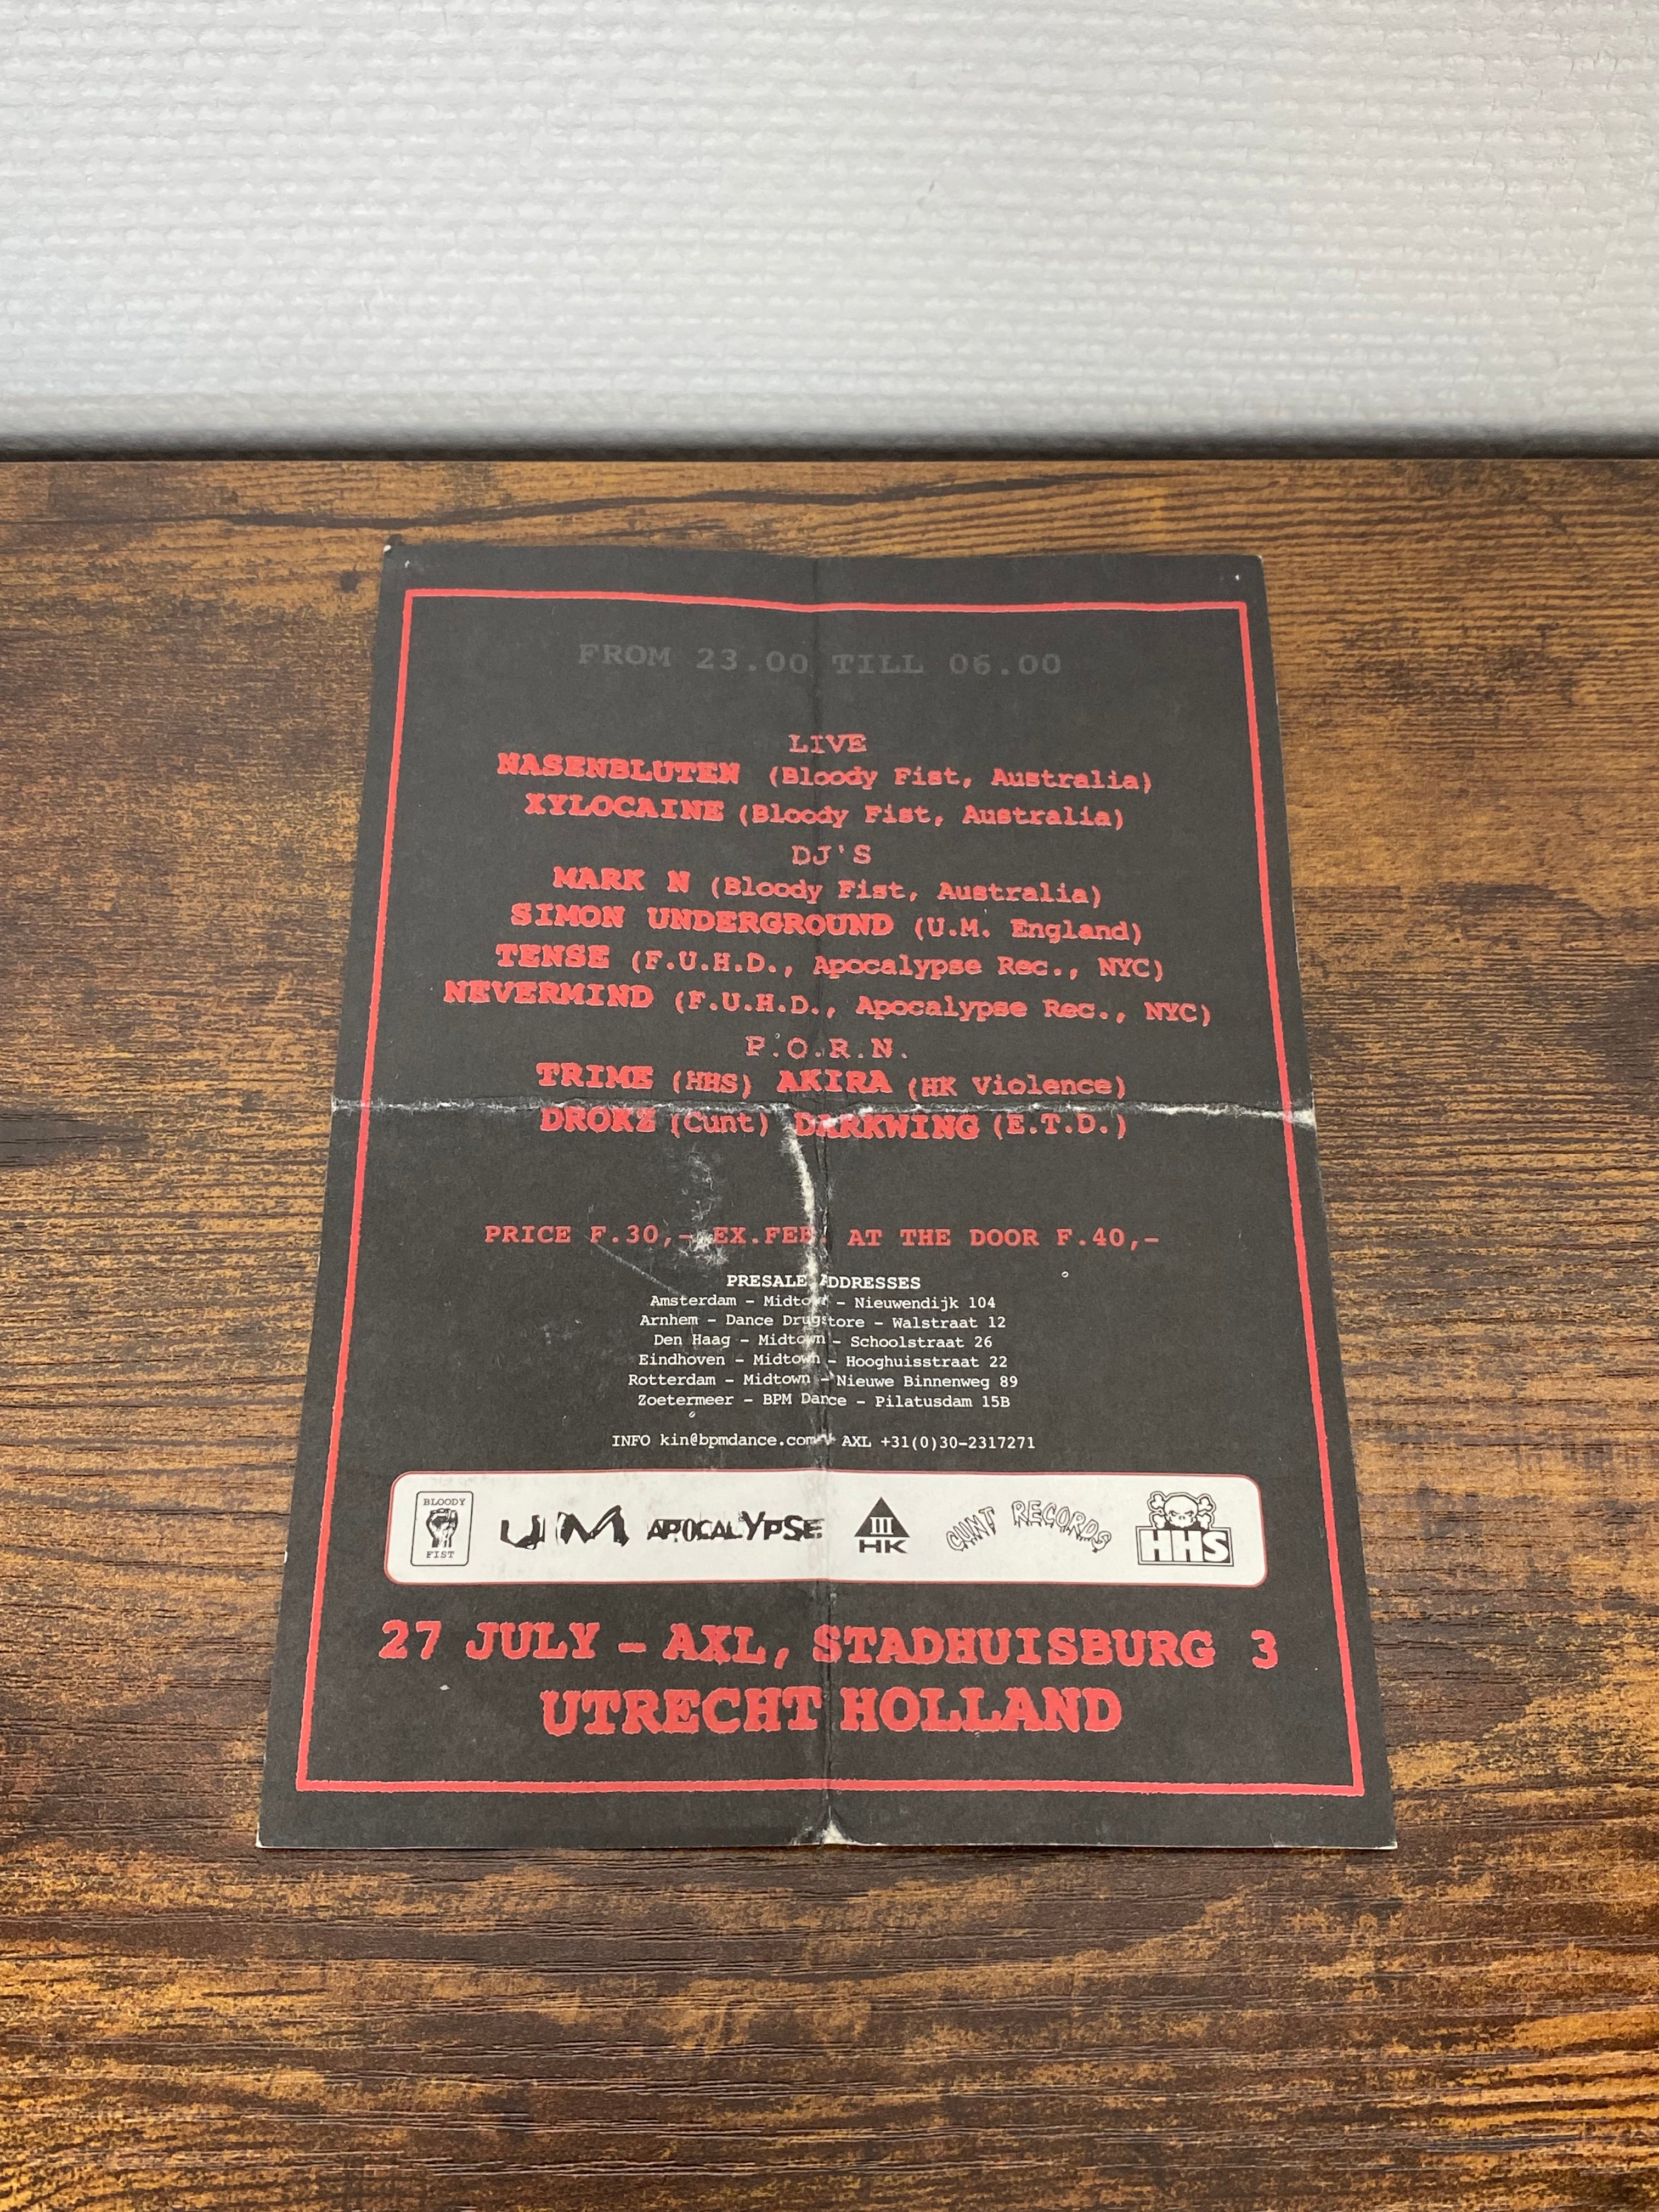 FROM 23.00 TILL 06.00
LIVE
NASENBLUTEN (Bloody Fist, Australia)
XYLOCAINE (Bloody Fist, Australia)
DJ'S
MARK N (Bloody Fist, Australia)
SIMON UNDERGROUND (U.M. England)
TENSE (F.U.H.D., Apocalypse Rec., NYC)
NEVERMIND (F.U.H.D., Apocalypse Rec., NYC)
P.O.R.N.
TRIME (HHS) AKIRA (HK Violence)
DROKZ (Cunt) DARKWING (E.T.D.)
PRICE F.30,- EX.FEE, AT THE DOOR F.40,-
PRESALE ADDRESSES
Amsterdam - Midtown - Nieuwendijk 104
Arnhem - Dance Drugstore - Walstraat 12
Den Haag - Midtown - Schoolstraat 26
Eindhoven - Midtown - Hooghuisstraat 22
Rotterdam - Midtown - Nieuwe Binnenweg 89
Zoetermeer - BPM Dance - Pilatusdam 15B
INFO kin@bpmdance.com AXL +31(0)30-2317271
BLOODY FIST UM APOCALYPSE III HK CUNT RECORDS HHS
27 JULY - AXL, STADHUISBURG 3
UTRECHT HOLLAND